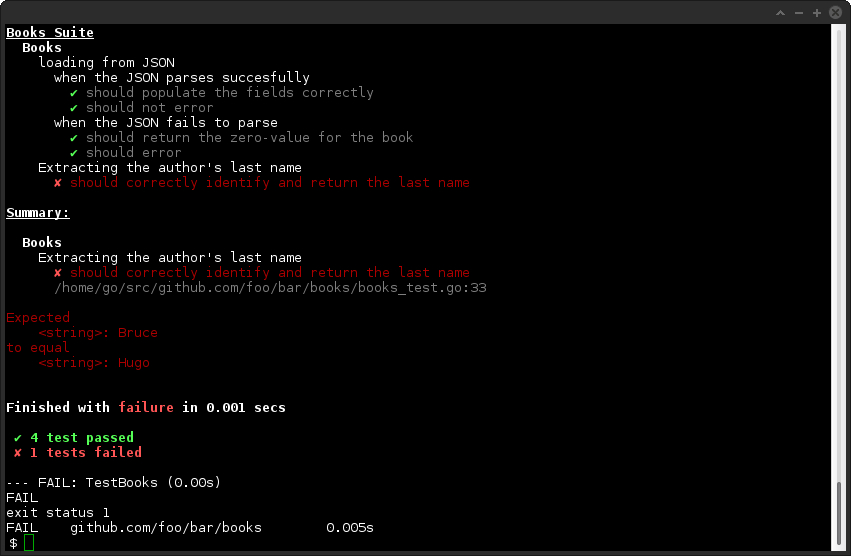 Books Suite
Books
loading from JSON
when the JSON parses succesfully
✔ should populate the fields correctly
✔ should not error
when the JSON fails to parse
✔ should return the zero-value for the book
✔ should error
Extracting the author's last name
✘ should correctly identify and return the last name
Summary:
Books
Extracting the author's last name
✘ should correctly identify and return the last name
/home/go/src/github.com/foo/bar/books/books_test.go:33
Expected
<string>: Bruce
to equal
<string>: Hugo
Finished with failure in 0.001 secs
✔ 4 test passed
✘ 1 tests failed
--- FAIL: TestBooks (0.00s)
FAIL
exit status 1
FAIL    github.com/foo/bar/books        0.005s
$